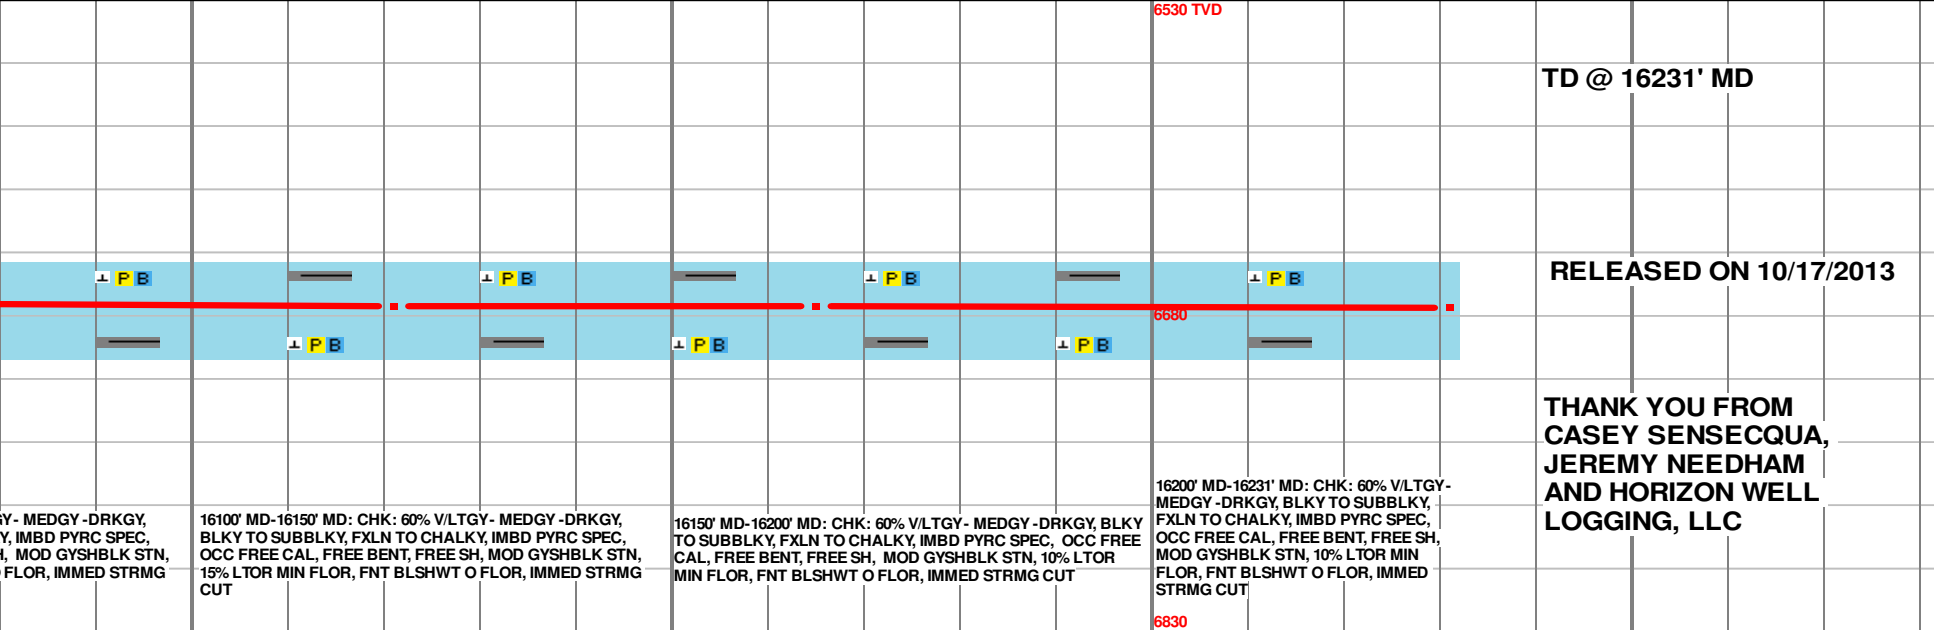 6530 TVD
TD @ 16231' MD
⊥ P B
⊥ P B
⊥ P B
⊥ P B
RELEASED ON 10/17/2013
6680
⊥ P B
⊥ P B
⊥ P B
THANK YOU FROM
CASEY SENSECQUA,
JEREMY NEEDHAM
AND HORIZON WELL
LOGGING, LLC
GY- MEDGY -DRKGY,
Y, IMBD PYRC SPEC,
H, MOD GYSHBLK STN,
FLOR, IMMED STRMG
16100' MD-16150' MD: CHK: 60% V/LTGY- MEDGY -DRKGY,
BLKY TO SUBBLKY, FXLN TO CHALKY, IMBD PYRC SPEC,
OCC FREE CAL, FREE BENT, FREE SH, MOD GYSHBLK STN,
15% LTOR MIN FLOR, FNT BLSHWT O FLOR, IMMED STRMG
CUT
16150' MD-16200' MD: CHK: 60% V/LTGY- MEDGY -DRKGY, BLKY
TO SUBBLKY, FXLN TO CHALKY, IMBD PYRC SPEC, OCC FREE
CAL, FREE BENT, FREE SH, MOD GYSHBLK STN, 10% LTOR
MIN FLOR, FNT BLSHWT O FLOR, IMMED STRMG CUT
16200' MD-16231' MD: CHK: 60% V/LTGY-
MEDGY -DRKGY, BLKY TO SUBBLKY,
FXLN TO CHALKY, IMBD PYRC SPEC,
OCC FREE CAL, FREE BENT, FREE SH,
MOD GYSHBLK STN, 10% LTOR MIN
FLOR, FNT BLSHWT O FLOR, IMMED
STRMG CUT
6830